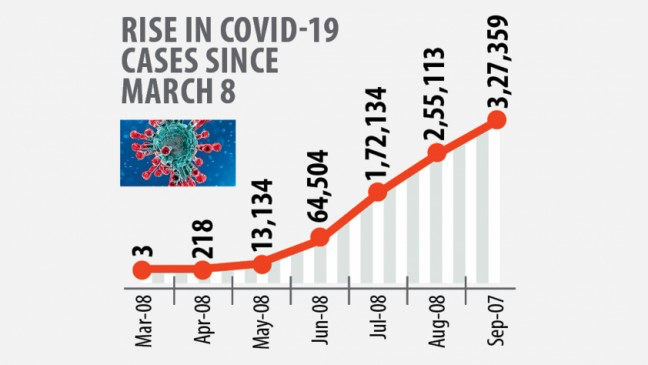 RISE IN COVID-19
CASES SINCE
MARCH 8
3
218
13,134
64,504
1,72,134
2,55,113
3,27,359
Mar-08
Apr-08
May-08
Jun-08
Jul-08
Aug-08
Sep-07